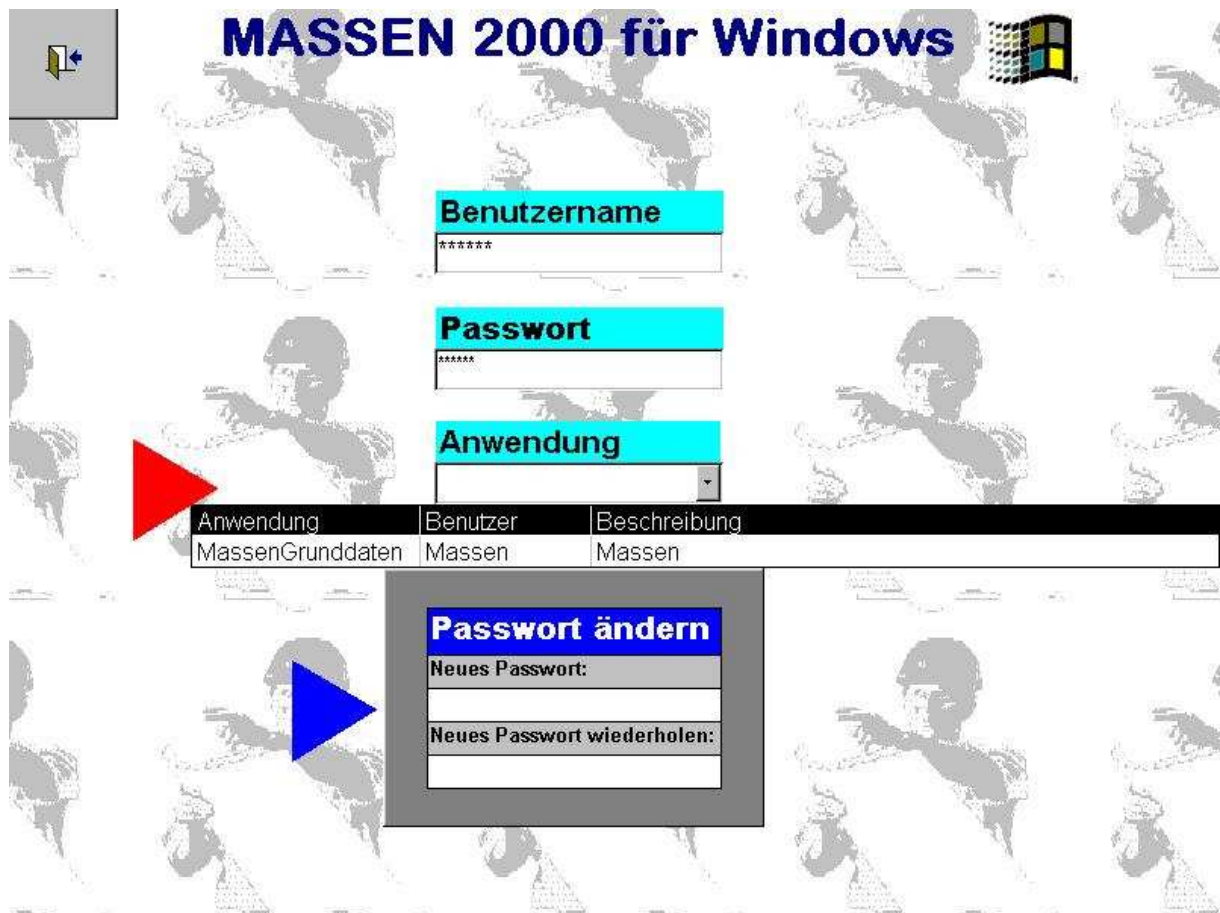 MASSEN 2000 für Windows
Benutzername
******
Passwort
******
Anwendung
Anwendung Benutzer Beschreibung
MassenGrunddaten Massen Massen
Passwort ändern
Neues Passwort:
Neues Passwort wiederholen: